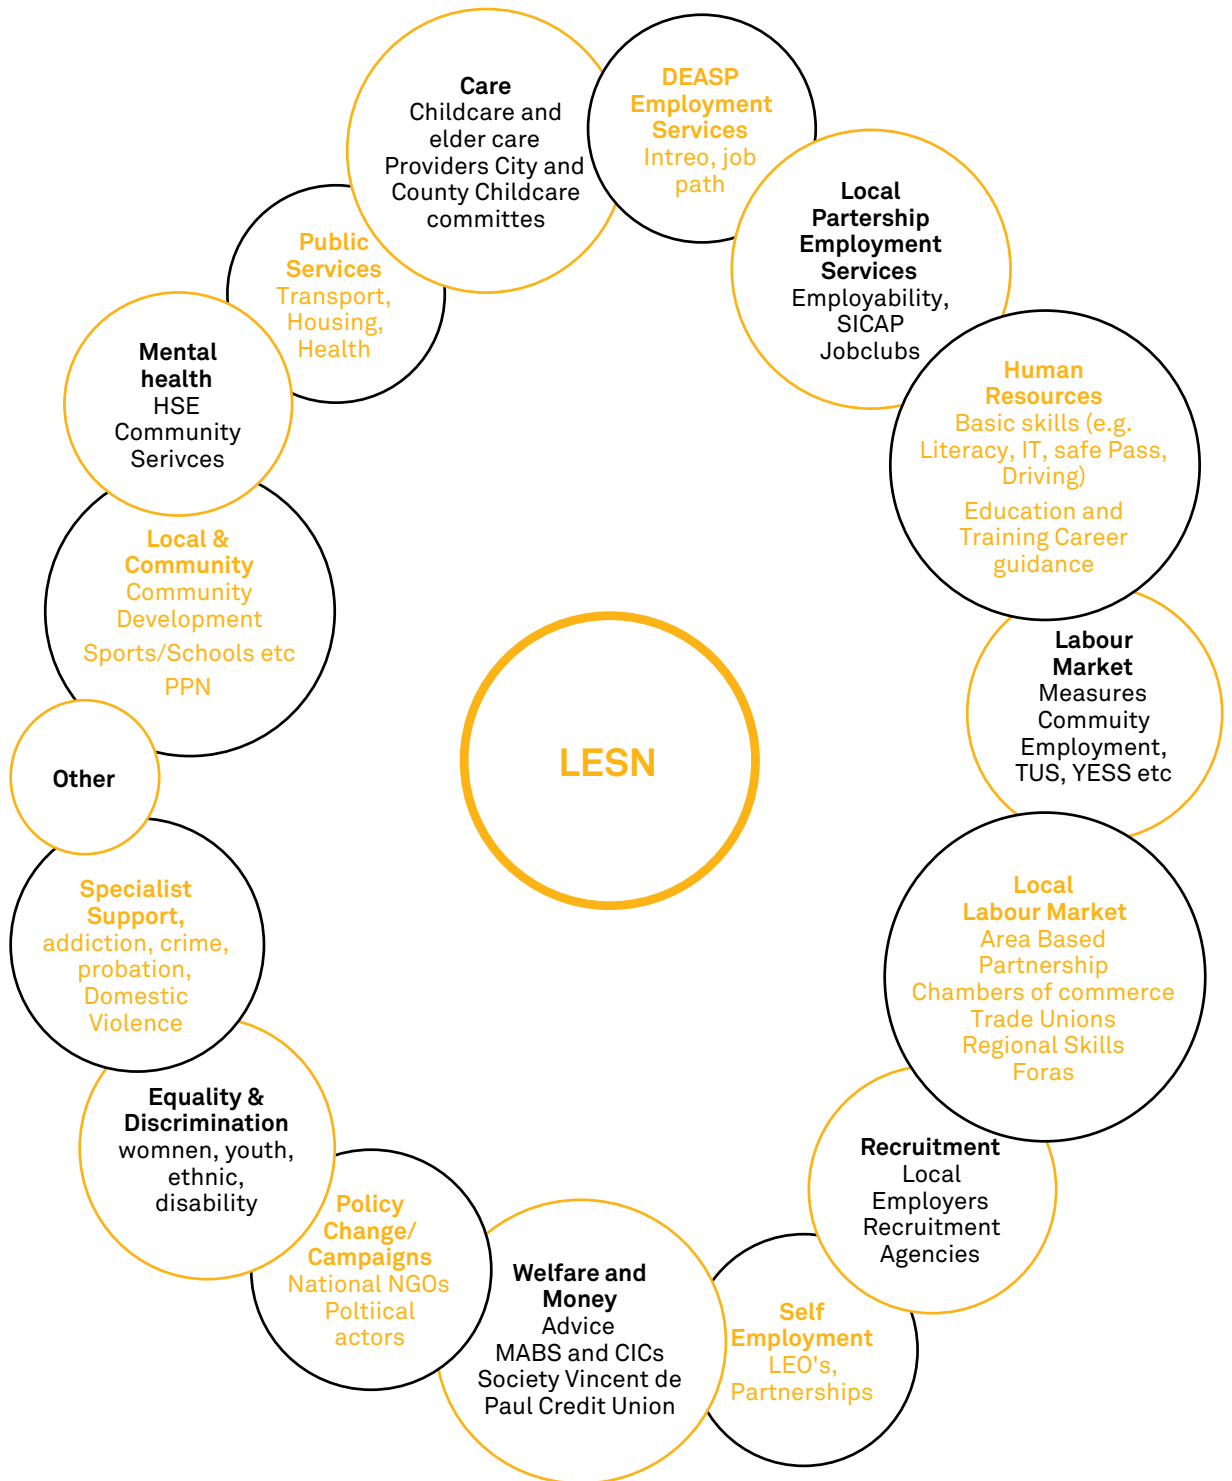 Care
Childcare and
elder care
Providers City and
County Childcare
committes
DEASP
Employment
Services
Intreo, job
path
Local
Partership
Employment
Services
Employability,
SICAP
Jobclubs
Human
Resources
Basic skills (e.g.
Literacy, IT, safe Pass,
Driving)
Education and
Training Career
guidance
Labour
Market
Measures
Commuity
Employment,
TUS, YESS etc
Local
Labour Market
Area Based
Partnership
Chambers of commerce
Trade Unions
Regional Skills
Foras
Recruitment
Local
Employers
Recruitment
Agencies
Self
Employment
LEO's,
Partnerships
Welfare and
Money
Advice
MABS and CICs
Society Vincent de
Paul Credit Union
Policy
Change/
Campaigns
National NGOs
Poltiical
actors
Equality &
Discrimination
womnen, youth,
ethnic,
disability
Specialist
Support,
addiction, crime,
probation,
Domestic
Violence
Other
Local &
Community
Community
Development
Sports/Schools etc
PPN
Mental
health
HSE
Community
Serivces
Public
Services
Transport,
Housing,
Health
LESN